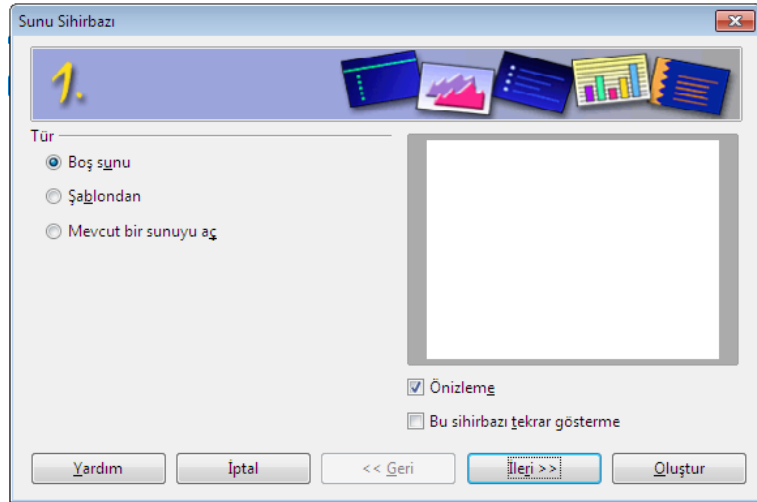 Sunu Sihirbazı
1.
Tür
Boş sunu
Şablondan
Mevcut bir sunuyu aç
Önizleme
Bu sihirbazı tekrar gösterme
Yardım
İptal
<< Geri
İleri >>
Oluştur